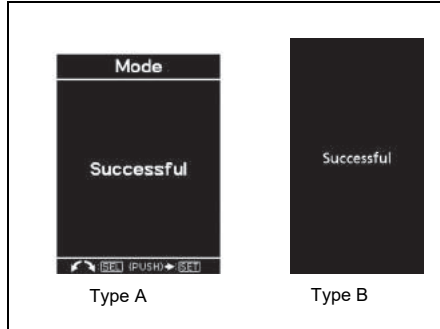 Mode
Successful
SEL (PUSH) SET
Type A
Successful
Type B